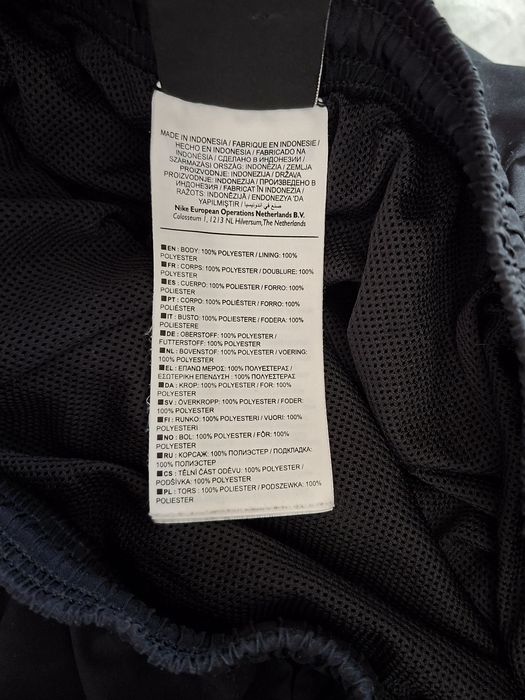 MADE IN INDONESIA / FABRIQUE EN INDONESIE /
HECHO EN INDONESIA / FABRICADO NA
INDONÉSIA / СДЕЛАНО В ИНДОНЕЗИИ /
SZÁRMAZÁSI ORSZÁG: INDONÉZIA / ZEMLJA
PROIZVODNJE: INDONEZIJA / DRŽAVA
PROIZVODNJE: INDONEZIJA / ПРОИЗВЕДЕНО В
ИНДОНЕЗИЯ / FABRICAT ÎN INDONEZIA /
RAŽOTS: INDONĒZIJĀ / ENDONEZYA'DA
YAPILMIŞTIR / صنع في اندونيسيا
Nike European Operations Netherlands B.V.
Colosseum 1, 1213 NL Hilversum, The Netherlands
EN : BODY: 100% POLYESTER / LINING: 100%
POLYESTER
FR : CORPS: 100% POLYESTER / DOUBLURE: 100%
POLYESTER
ES : CUERPO: 100% POLIESTER / FORRO: 100%
POLIESTER
PT : CORPO: 100% POLIÉSTER / FORRO: 100%
POLIÉSTER
IT : BUSTO: 100% POLIESTERE / FODERA: 100%
POLIESTERE
DE : OBERSTOFF: 100% POLYESTER /
FUTTERSTOFF: 100% POLYESTER
NL : BOVENSTOF: 100% POLYESTER / VOERING:
100% POLYESTER
EL : ΕΠΑΝΩ ΜΕΡΟΣ: 100% ΠΟΛΥΕΣΤΕΡΑΣ /
ΕΣΩΤΕΡΙΚΗ ΕΠΕΝΔΥΣΗ : 100% ΠΟΛΥΕΣΤΕΡΑΣ
DA : KROP: 100% POLYESTER / FOR: 100%
POLYESTER
SV : ÖVERKROPP: 100% POLYESTER / FODER:
100% POLYESTER
FI : RUNKO: 100% POLYESTERI / VUORI: 100%
POLYESTERI
NO : BOL: 100% POLYESTER / FÔR: 100%
POLYESTER
RU : КОРСАЖ: 100% ПОЛИЭСТЕР / ПОДКЛАДКА:
100% ПОЛИЭСТЕР
CS : TĚLNÍ ČÁST ODĚVU: 100% POLYESTER /
PODŠÍVKA: 100% POLYESTER
PL : TORS : 100% POLIESTER / PODSZEWKA: 100%
POLIESTER